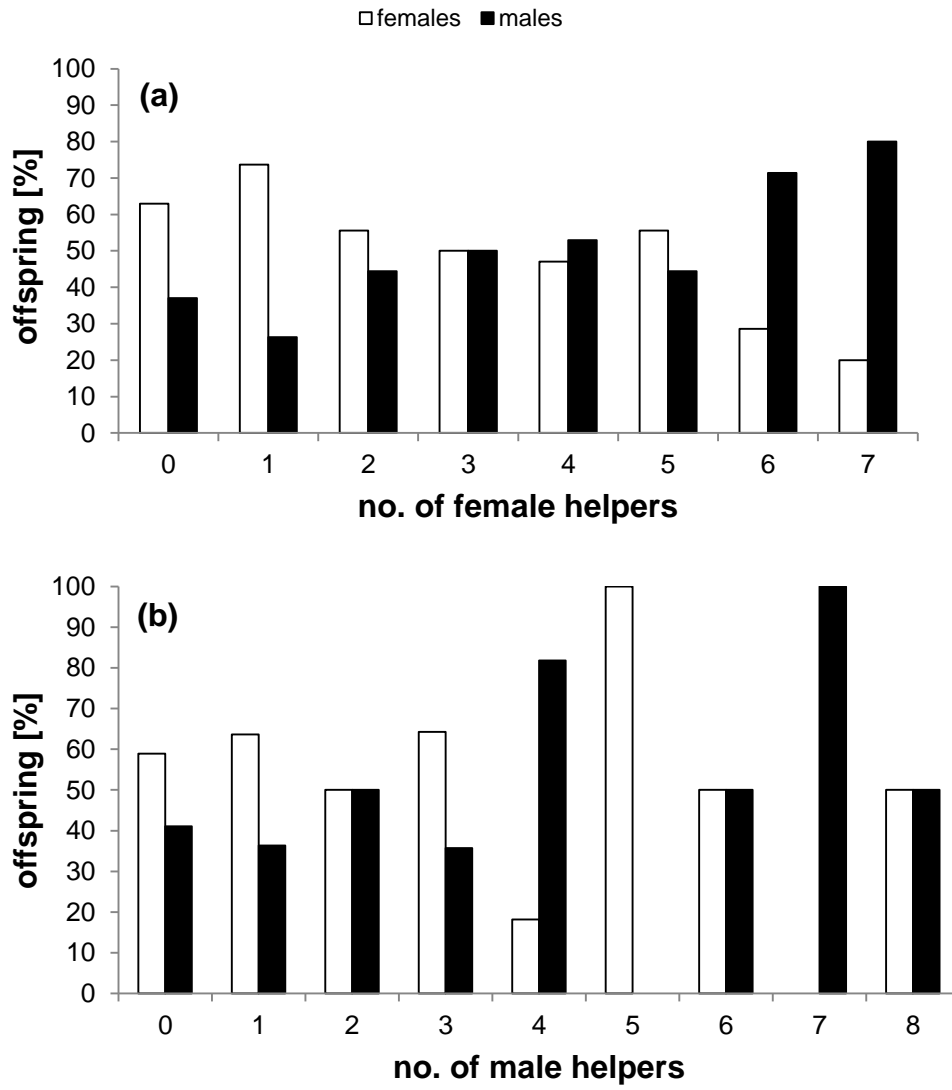 females males
(a)
offspring [%]
100
90
80
70
60
50
40
30
20
10
0
0 1 2 3 4 5 6 7
no. of female helpers
(b)
offspring [%]
100
90
80
70
60
50
40
30
20
10
0
0 1 2 3 4 5 6 7 8
no. of male helpers